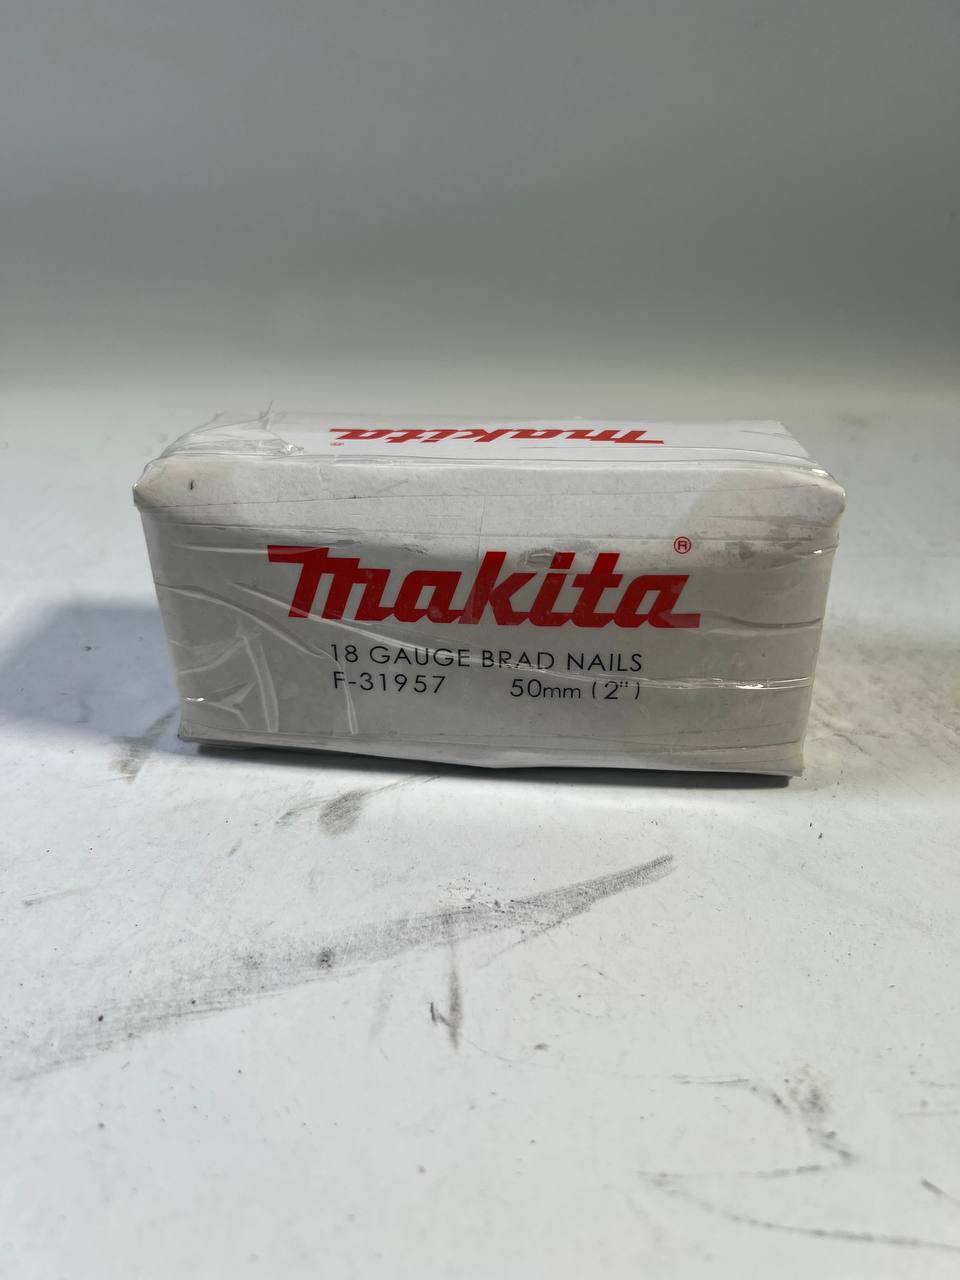 makita®
makita®
18 GAUGE BRAD NAILS
F-31957 50mm (2")